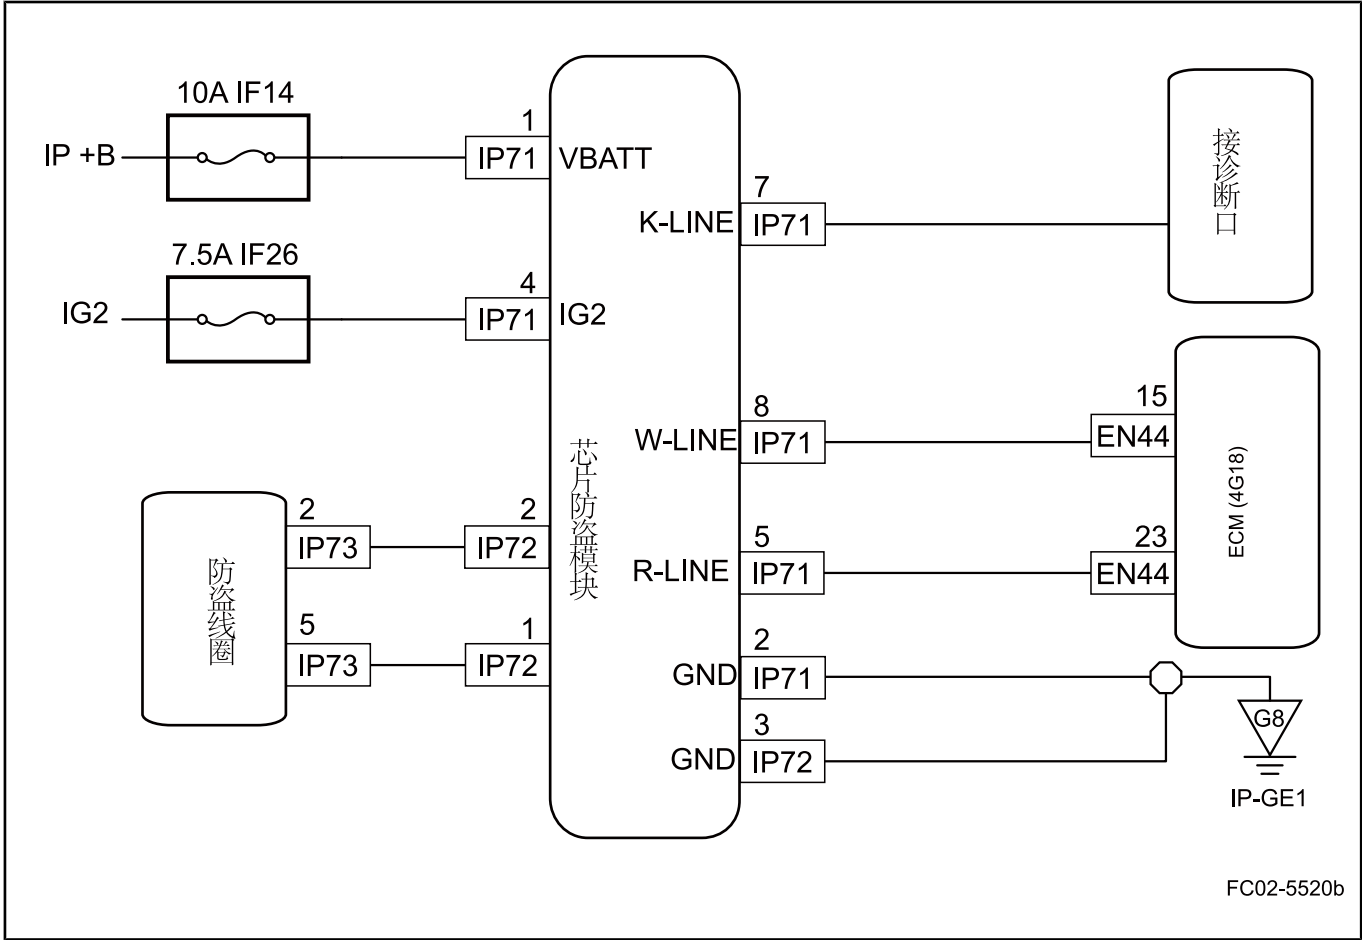 10A IF14
IP +B
1
IP71
VBATT
7.5A IF26
IG2
4
IP71
IG2
防盗线圈
2
IP73
2
IP72
5
IP73
1
IP72
芯片防盗模块
K-LINE
7
IP71
接诊断口
W-LINE
8
IP71
15
EN44
R-LINE
5
IP71
23
EN44
ECM (4G18)
GND
2
IP71
GND
3
IP72
G8
IP-GE1
FC02-5520b